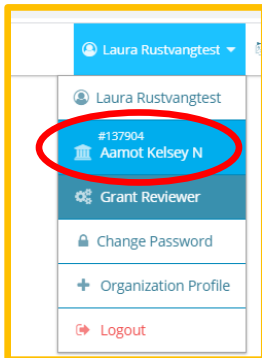 Laura Rustvangtest
Laura Rustvangtest
#137904
Aamot Kelsey N
Grant Reviewer
Change Password
Organization Profile
Logout